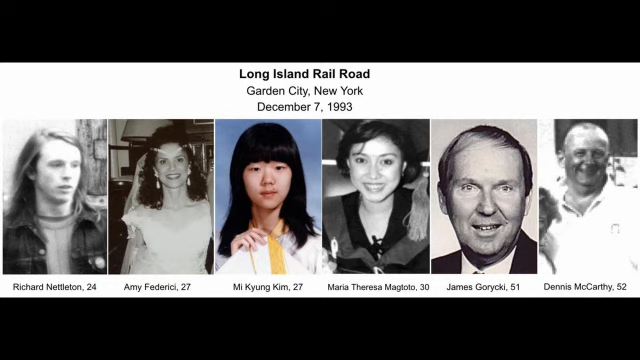 Long Island Rail Road
Garden City, New York
December 7, 1993
Richard Nettleton, 24
Amy Federici, 27
Mi Kyung Kim, 27
Maria Theresa Magtoto, 30
James Gorycki, 51
Dennis McCarthy, 52